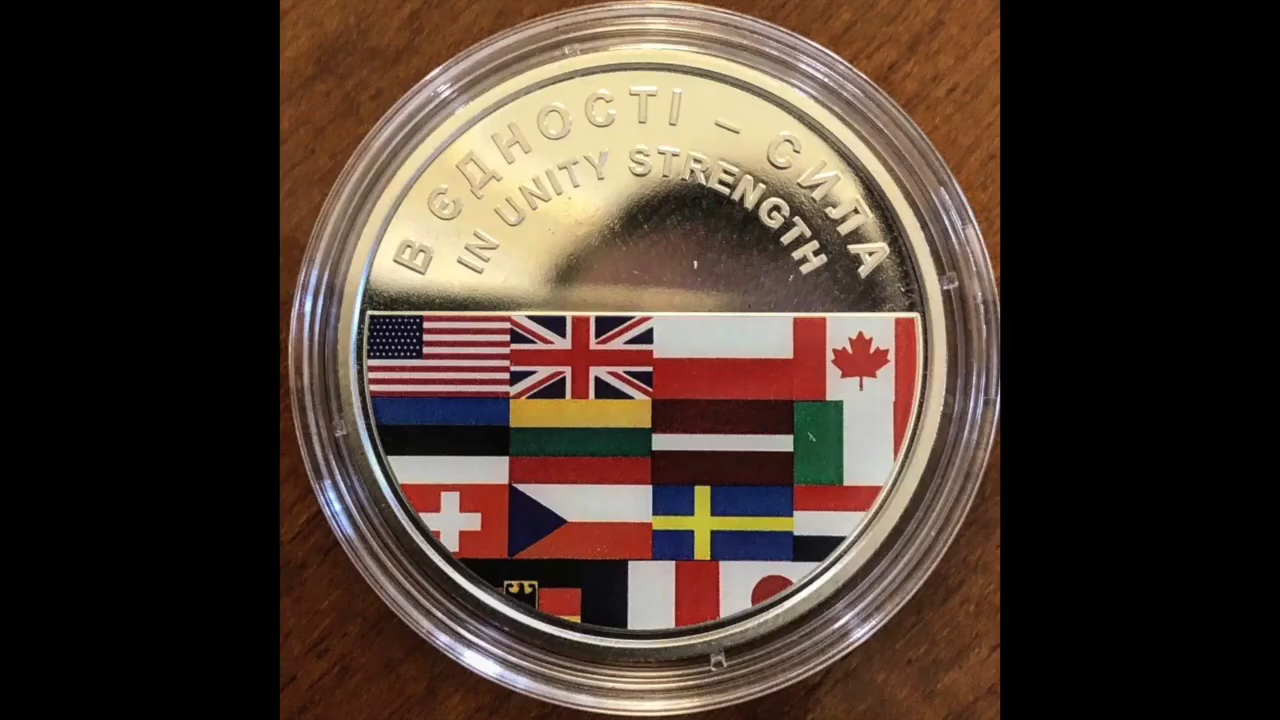 В ЄДНОСТІ – СИЛА
IN UNITY STRENGTH